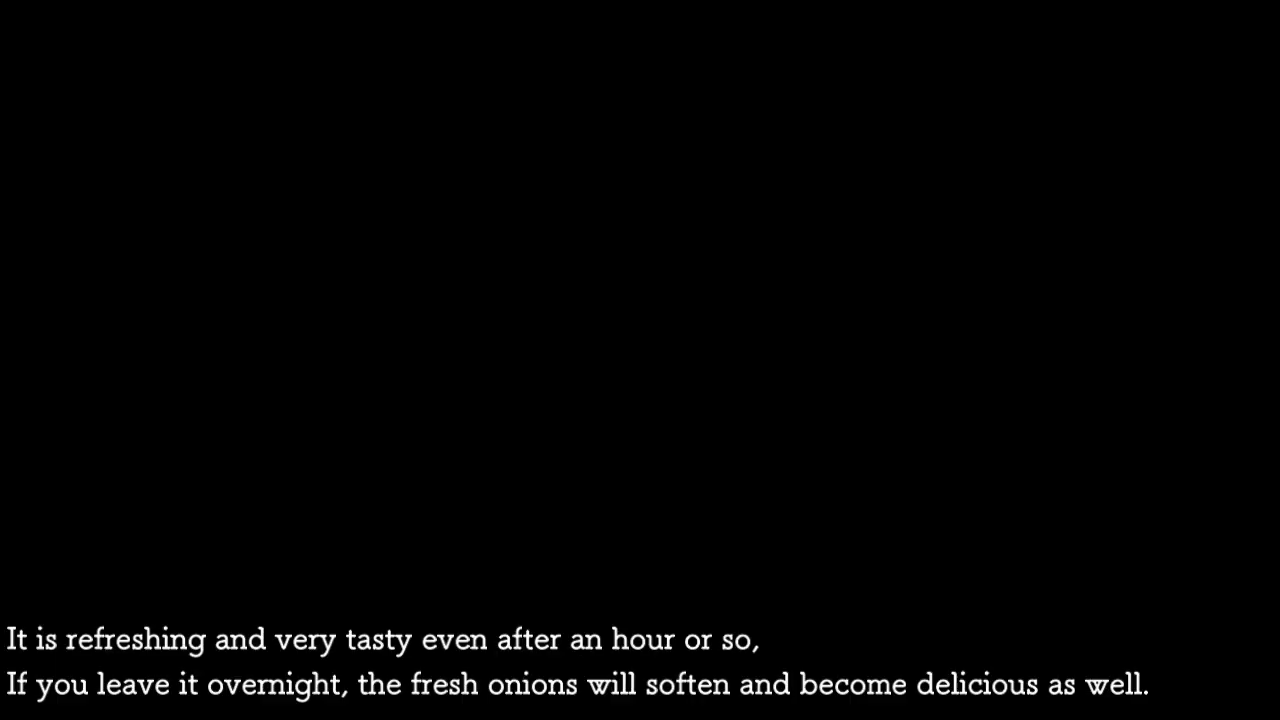 It is refreshing and very tasty even after an hour or so,
If you leave it overnight, the fresh onions will soften and become delicious as well.